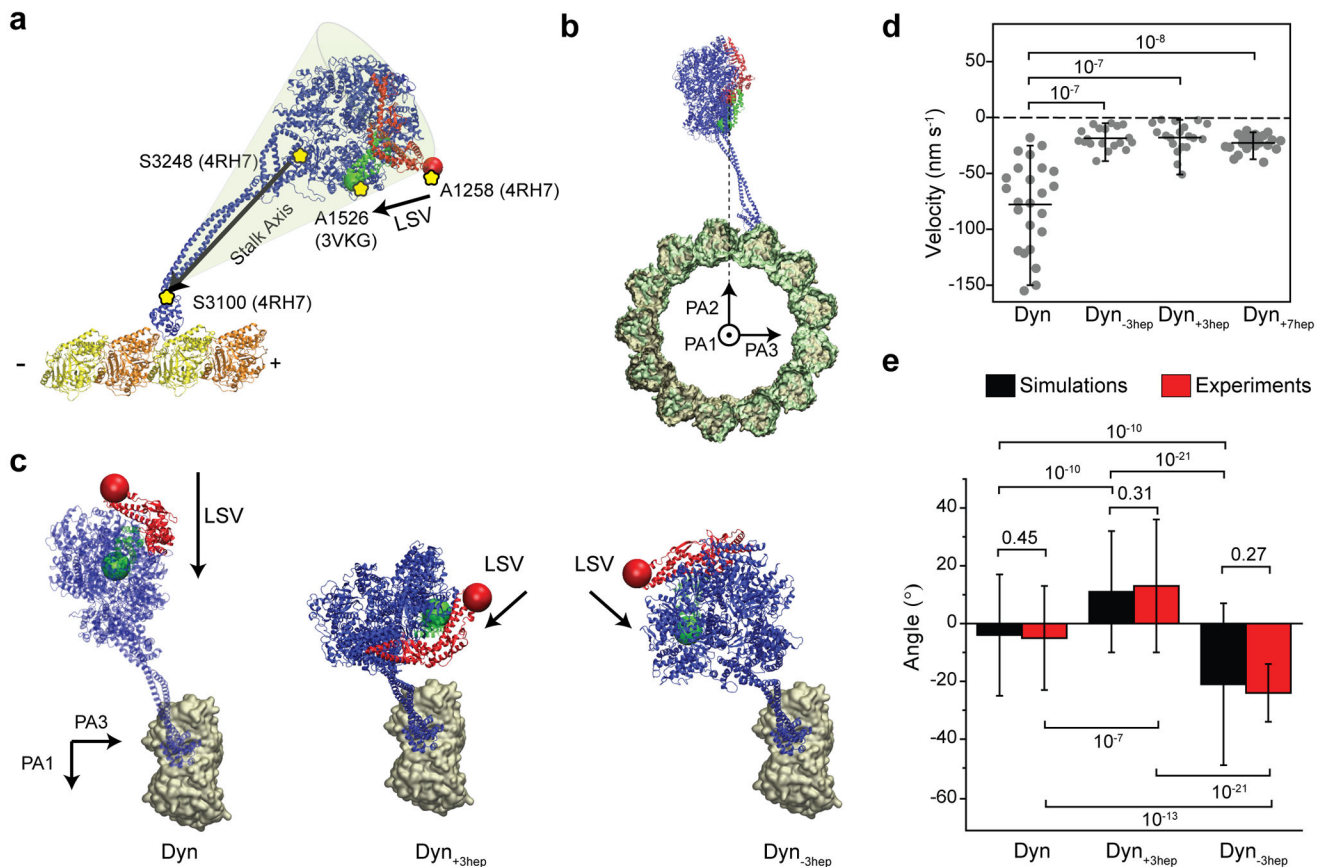 a
S3248 (4RH7)
A1258 (4RH7)
A1526
(3VKG)
LSV
Stalk Axis
S3100 (4RH7)
-
+
b
PA2
PA1
PA3
c
LSV
LSV
LSV
PA3
PA1
Dyn
Dyn+3hep
Dyn-3hep
d
10-8
10-7
10-7
50
0
-50
-100
-150
Velocity (nm s-1)
Dyn
Dyn-3hep
Dyn+3hep
Dyn+7hep
e
Simulations
Experiments
10-10
10-10
10-21
0.31
0.45
0.27
40
20
0
-20
-40
-60
Angle (°)
10-7
10-21
10-13
Dyn
Dyn+3hep
Dyn-3hep